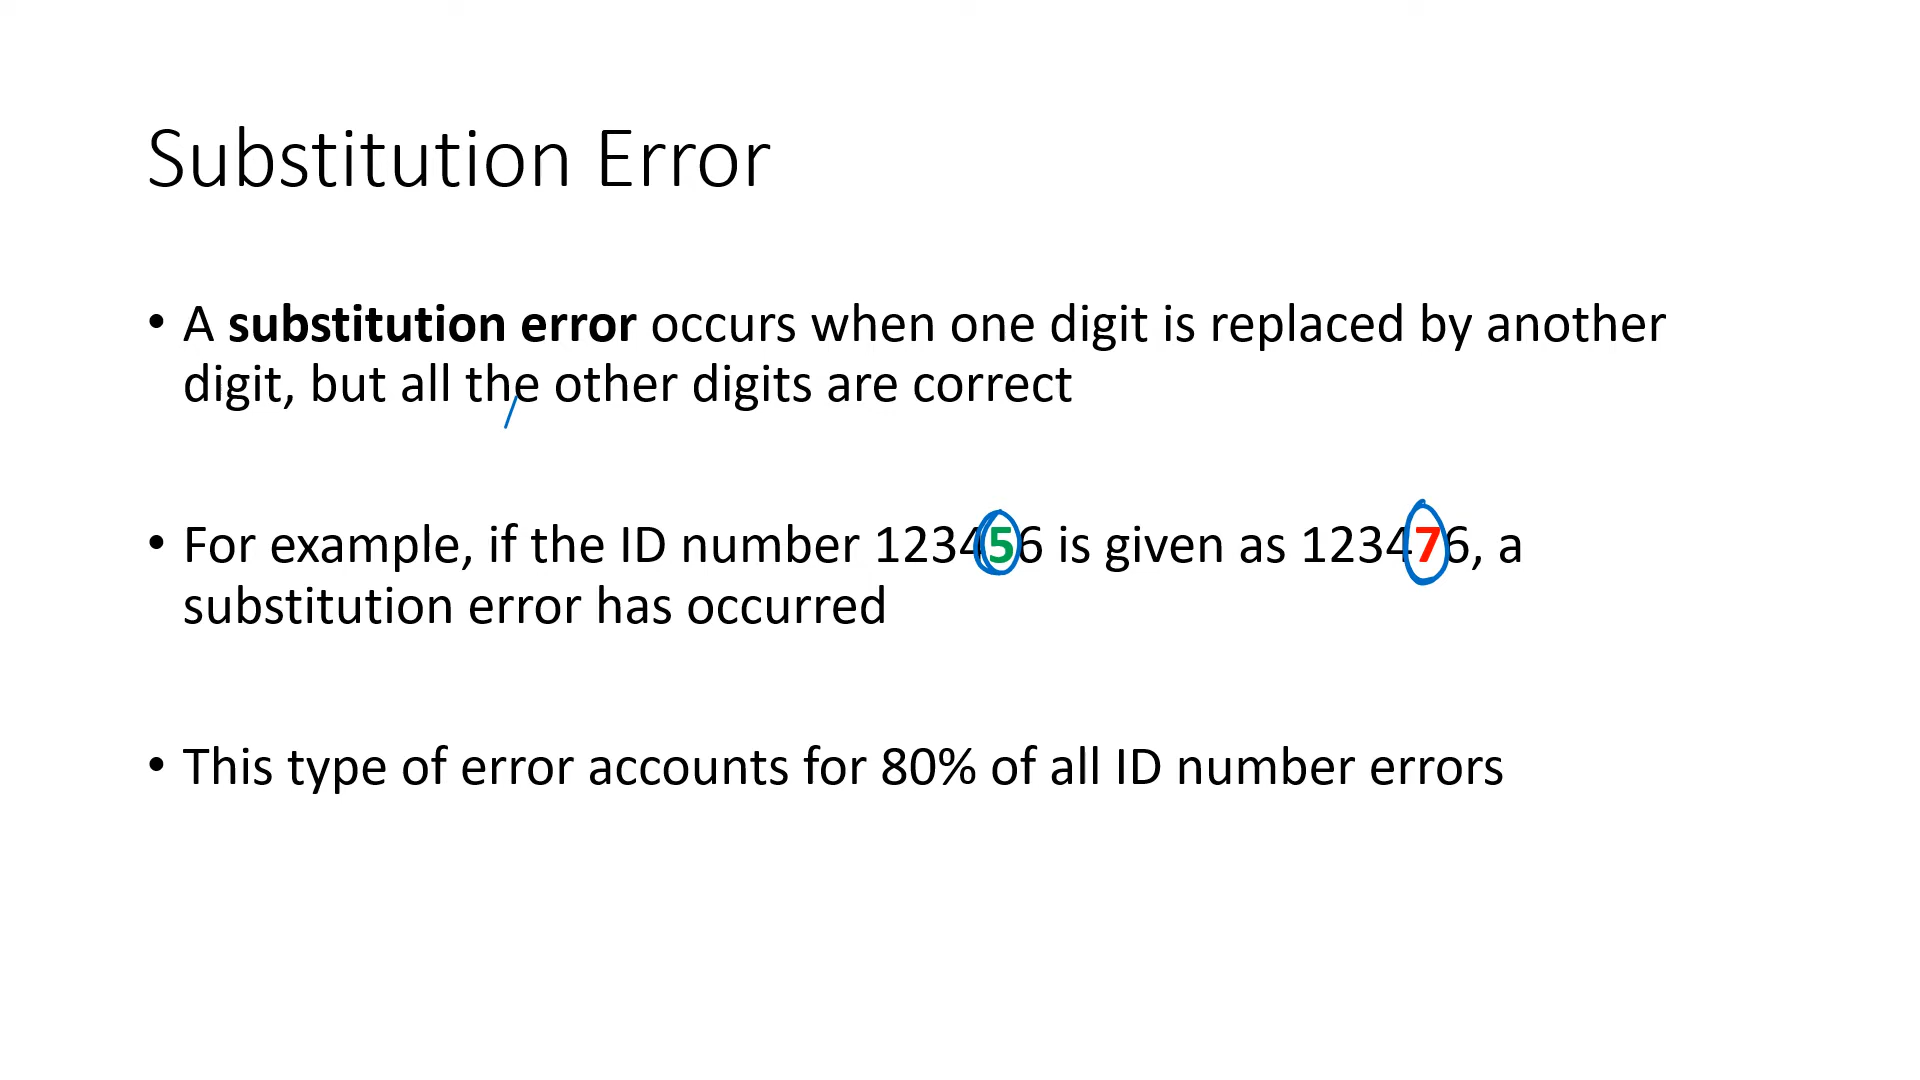 Substitution Error
• A substitution error occurs when one digit is replaced by another
digit, but all the other digits are correct
• For example, if the ID number 123456 is given as 123476, a
substitution error has occurred
• This type of error accounts for 80% of all ID number errors